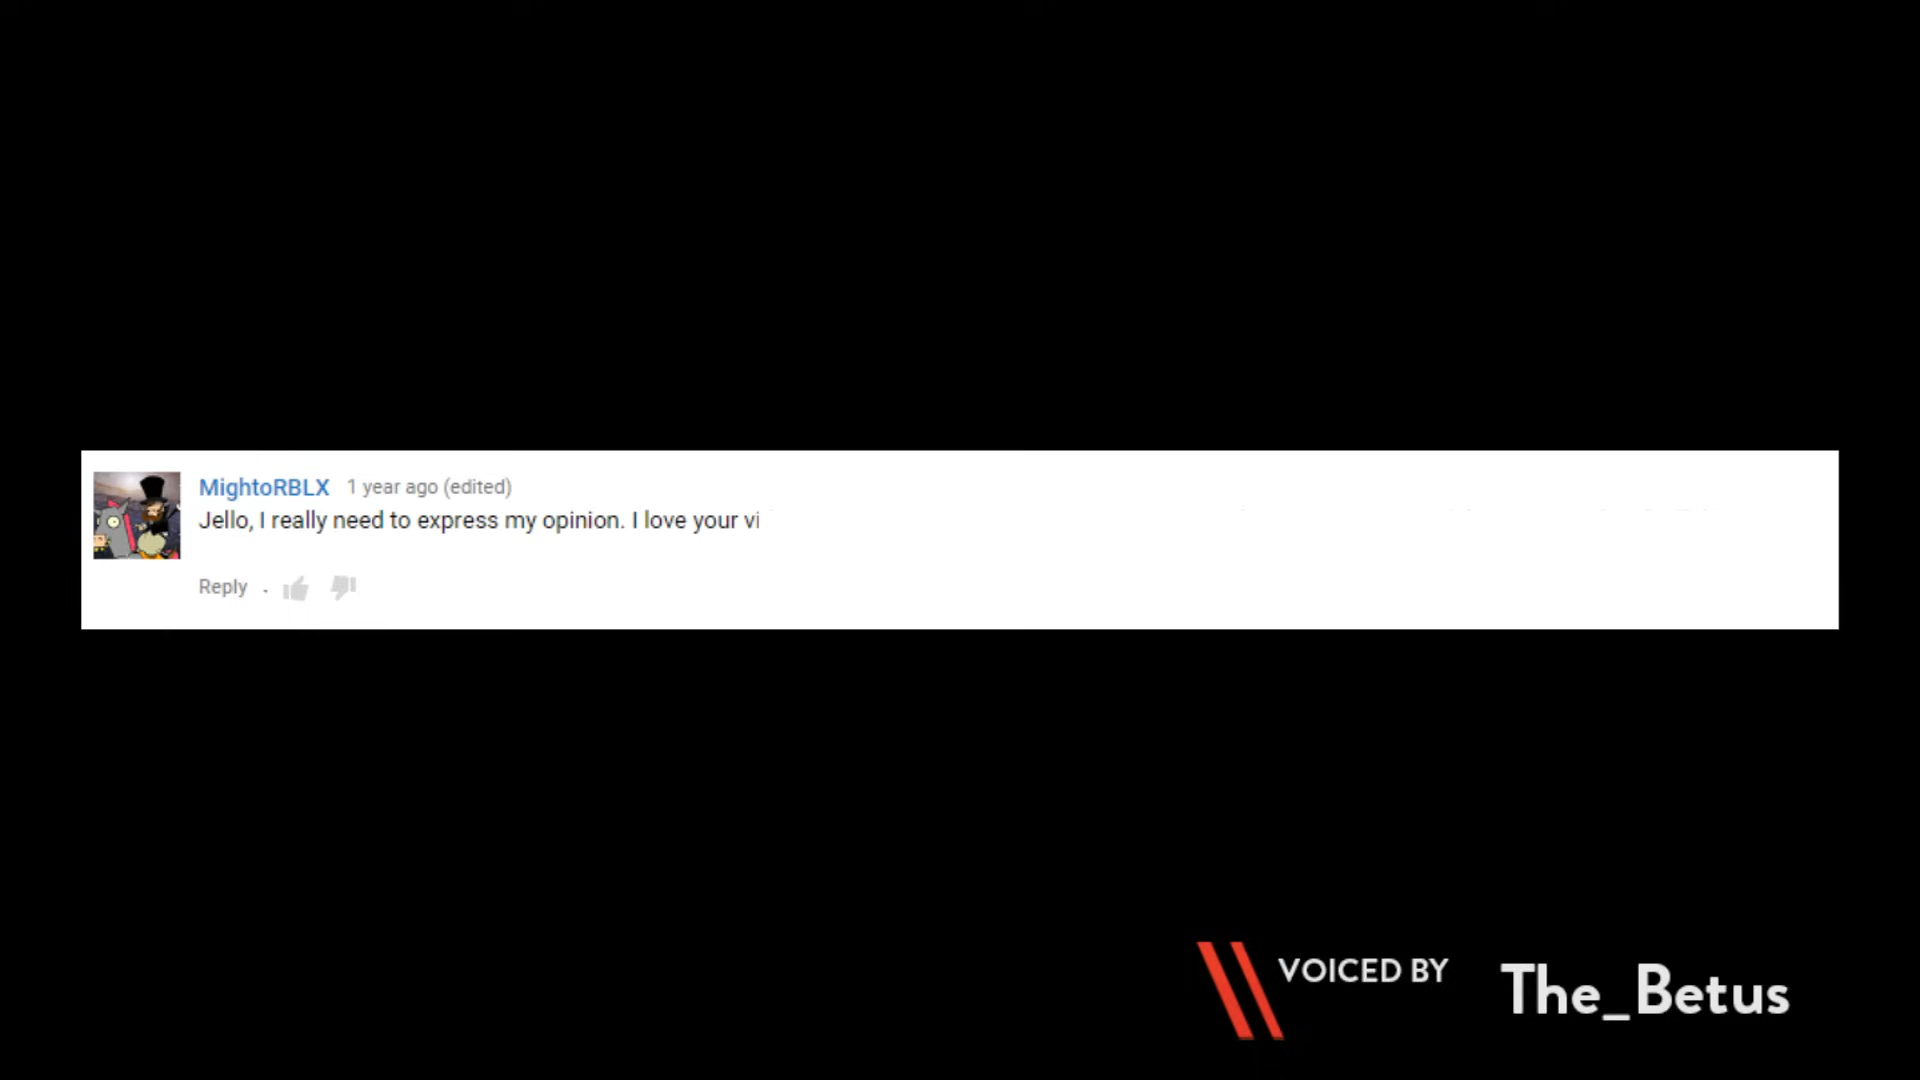 MightoRBLX 1 year ago (edited)
Jello, I really need to express my opinion. I love your vi
Reply .
VOICED BY The_Betus